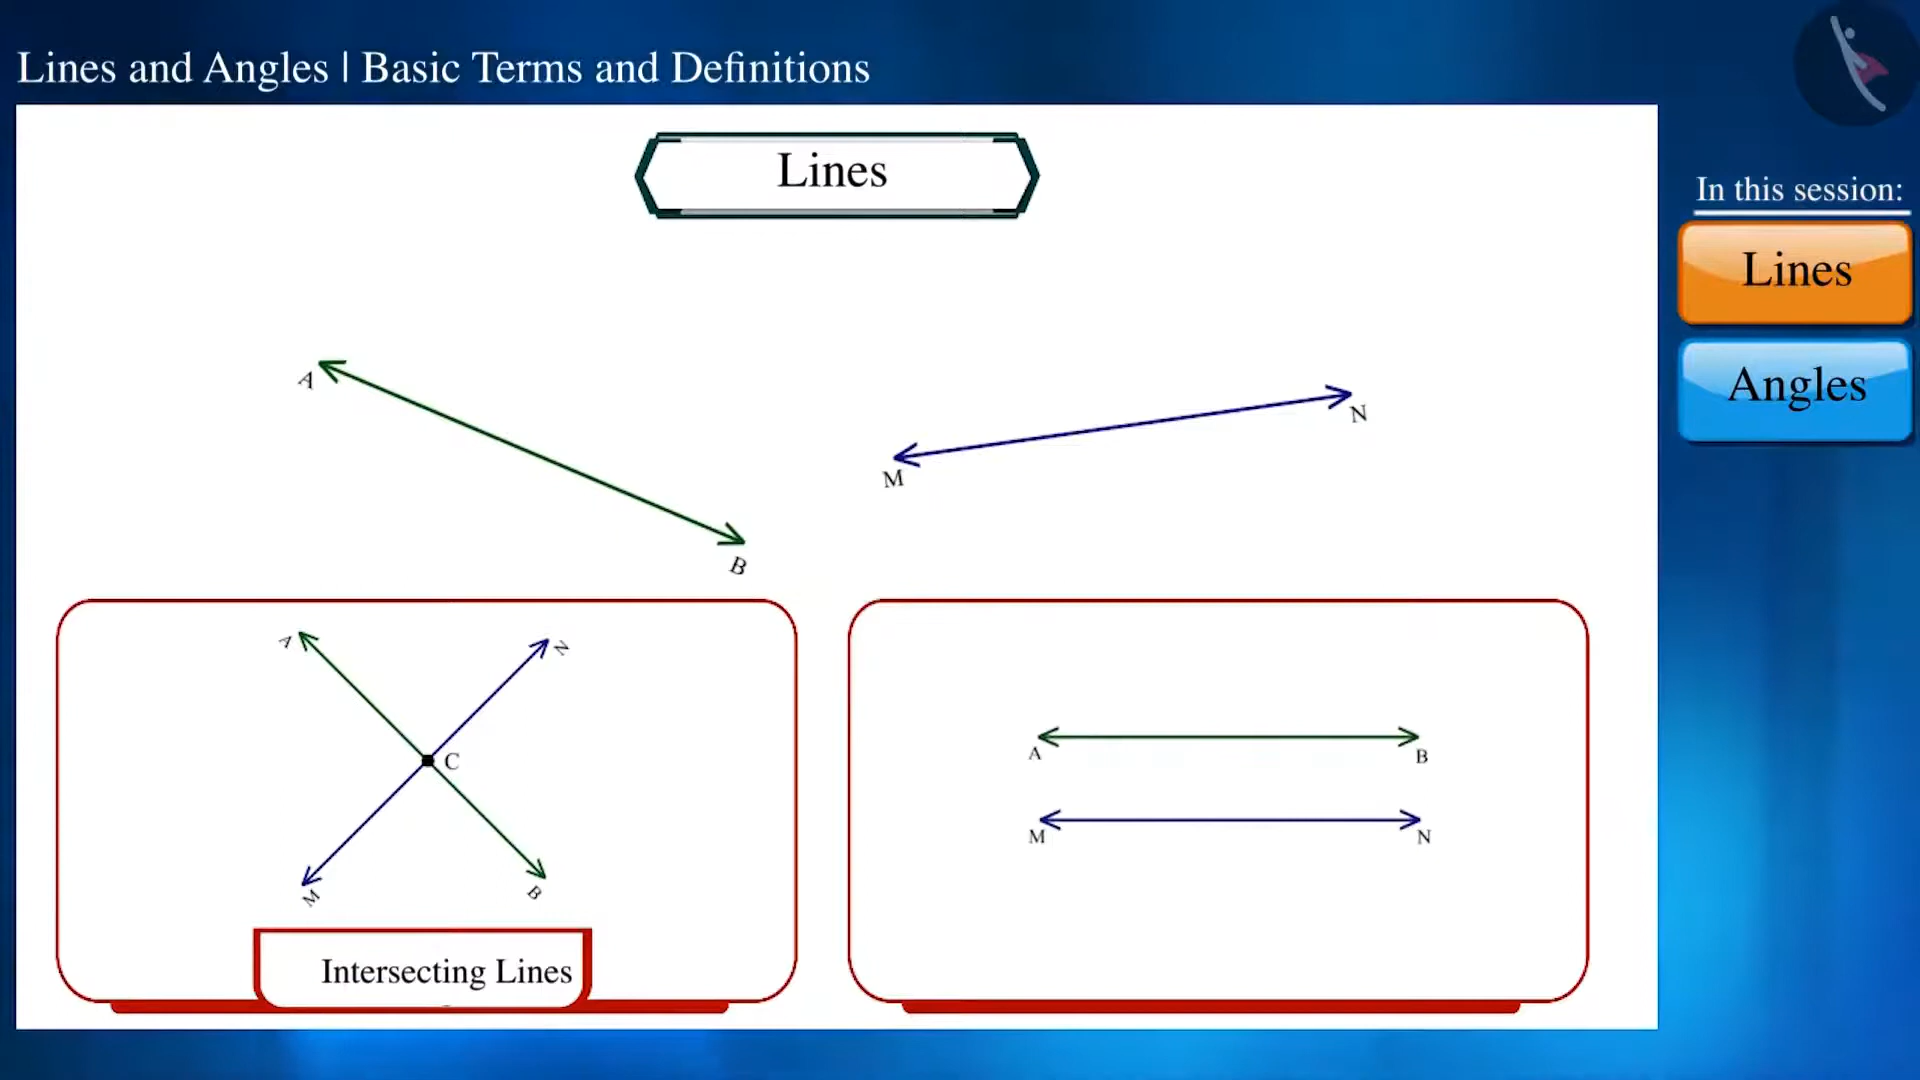 Lines and Angles | Basic Terms and Definitions
Lines
In this session:
Lines
Angles
A
B
M
N
A
N
C
M
B
Intersecting Lines
A
B
M
N